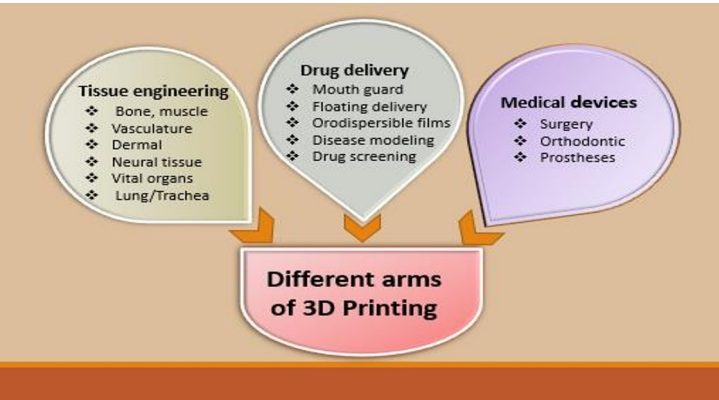 Tissue engineering
❖ Bone, muscle
❖ Vasculature
❖ Dermal
❖ Neural tissue
❖ Vital organs
❖ Lung/Trachea
Drug delivery
❖ Mouth guard
❖ Floating delivery
❖ Orodispersible films
❖ Disease modeling
❖ Drug screening
Medical devices
❖ Surgery
❖ Orthodontic
❖ Prostheses
Different arms
of 3D Printing